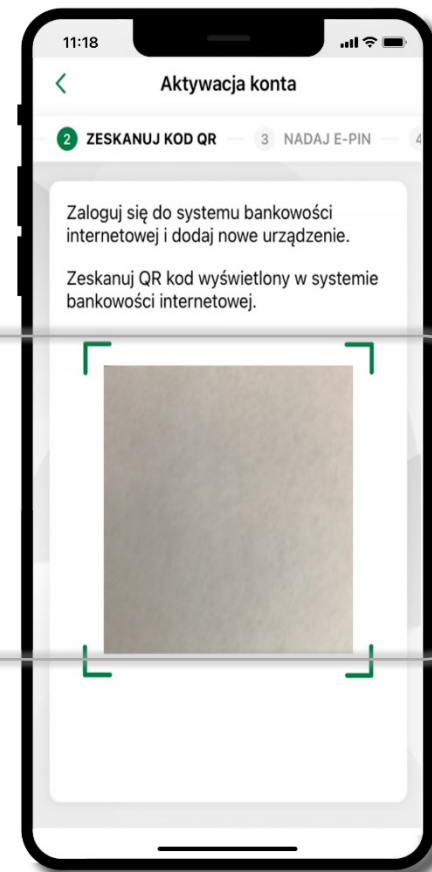 11:18
Aktywacja konta
2 ZESKANUJ KOD QR 3 NADAJ E-PIN 4
Zaloguj się do systemu bankowości
internetowej i dodaj nowe urządzenie.
Zeskanuj QR kod wyświetlony w systemie
bankowości internetowej.